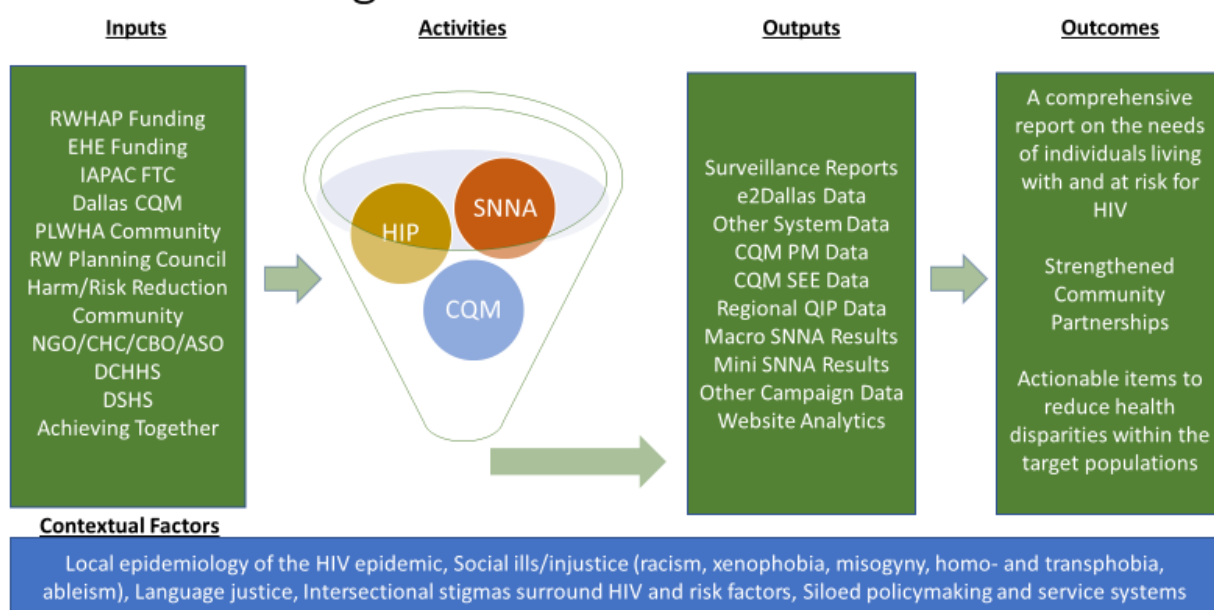 Inputs
Activities
Outputs
Outcomes
RWHAP Funding
EHE Funding
IAPAC FTC
Dallas CQM
PLWHA Community
RW Planning Council
Harm/Risk Reduction
Community
NGO/CHC/CBO/ASO
DCHHS
DSHS
Achieving Together
HIP
SNNA
CQM
Surveillance Reports
e2Dallas Data
Other System Data
CQM PM Data
CQM SEE Data
Regional QIP Data
Macro SNNA Results
Mini SNNA Results
Other Campaign Data
Website Analytics
A comprehensive
report on the needs
of individuals living
with and at risk for
HIV
Strengthened
Community
Partnerships
Actionable items to
reduce health
disparities within the
target populations
Contextual Factors
Local epidemiology of the HIV epidemic, Social ills/injustice (racism, xenophobia, misogyny, homo- and transphobia,
ableism), Language justice, Intersectional stigmas surround HIV and risk factors, Siloed policymaking and service systems